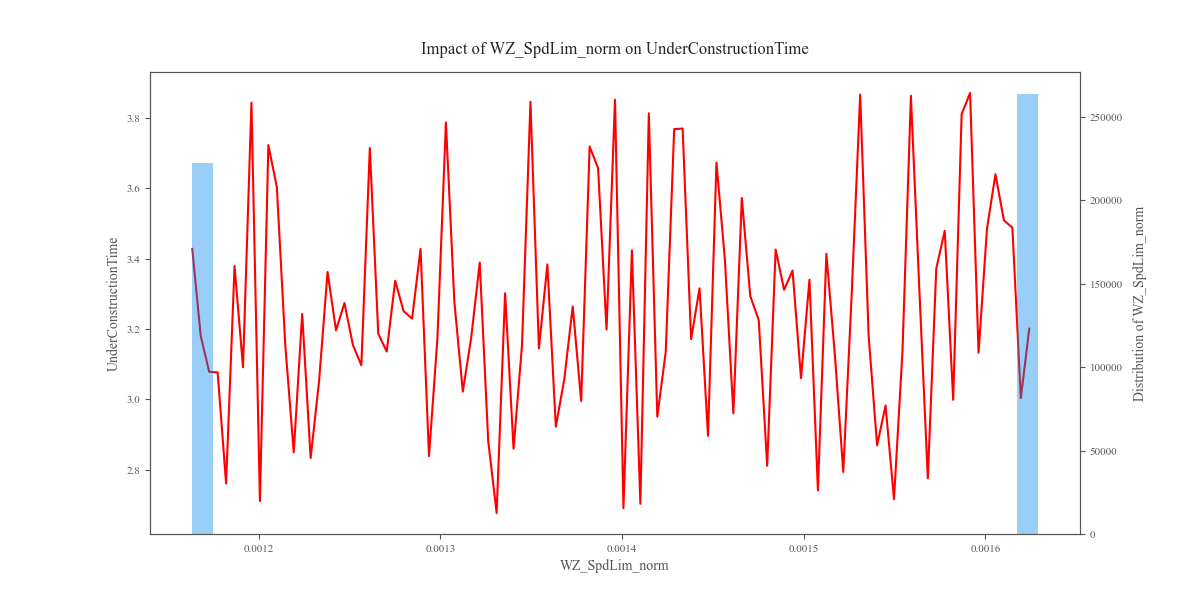 Impact of WZ_SpdLim_norm on UnderConstructionTime
3.8
3.6
3.4
3.2
3.0
2.8
UnderConstructionTime
250000
200000
150000
100000
50000
0
Distribution of WZ_SpdLim_norm
0.0012 0.0013 0.0014 0.0015 0.0016
WZ_SpdLim_norm